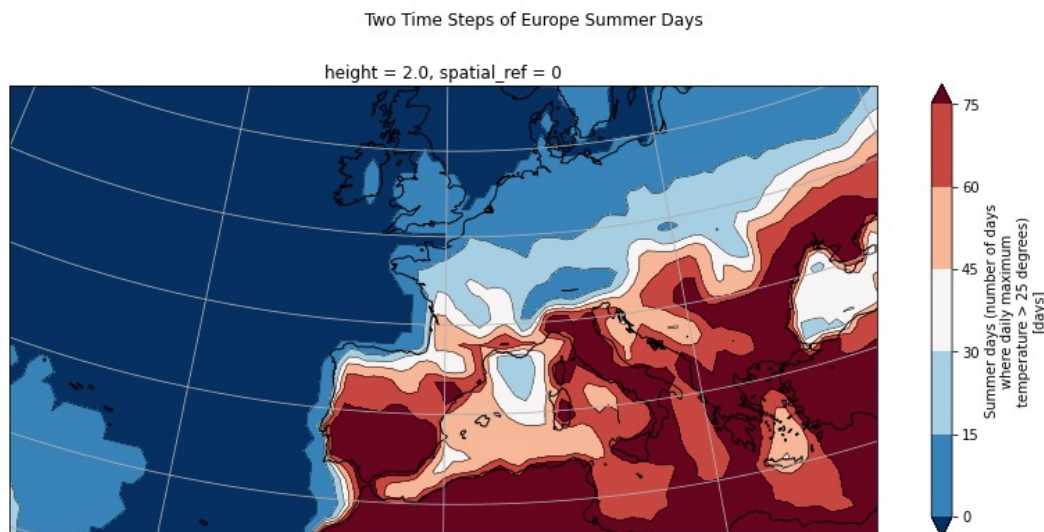 Two Time Steps of Europe Summer Days
height = 2.0, spatial_ref = 0
75
60
45
30
15
0
Summer days (number of days
where daily maximum
temperature > 25 degrees)
[days]